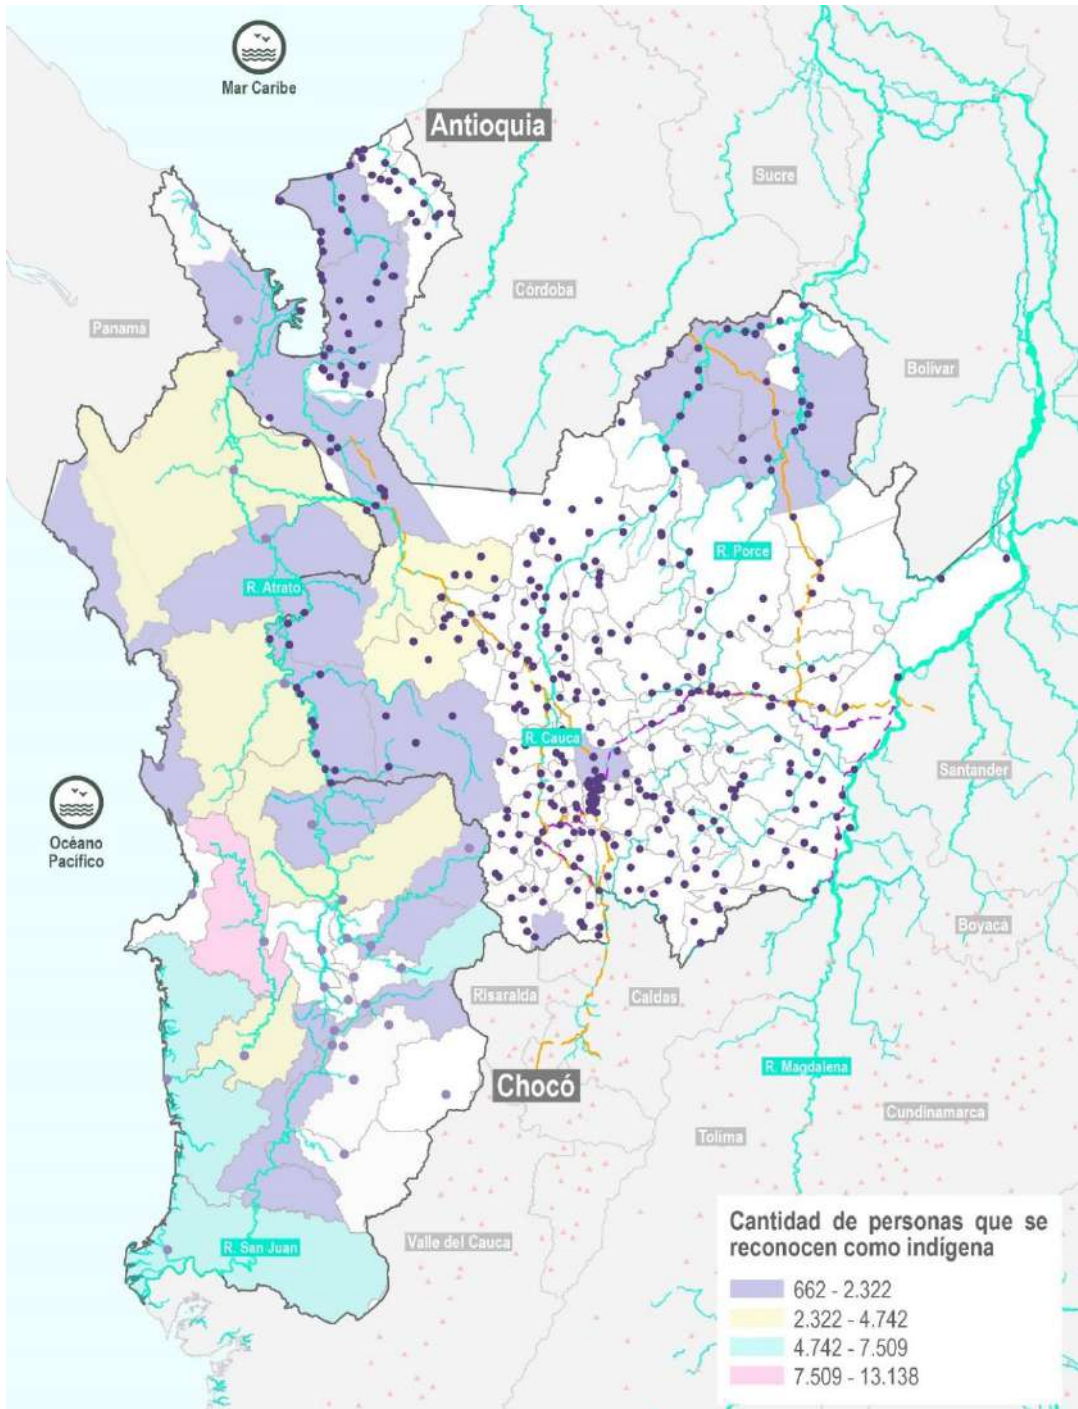 Mar Caribe
Antioquia
Sucre
Córdoba
Panamá
Bolívar
R. Porce
R. Atrato
R. Cauca
Santander
Océano
Pacífico
Boyacá
Risaralda
Caldas
Chocó
R. Magdalena
Cundinamarca
Tolima
Valle del Cauca
R. San Juan
Cantidad de personas que se
reconocen como indígena
662 - 2.322
2.322 - 4.742
4.742 - 7.509
7.509 - 13.138